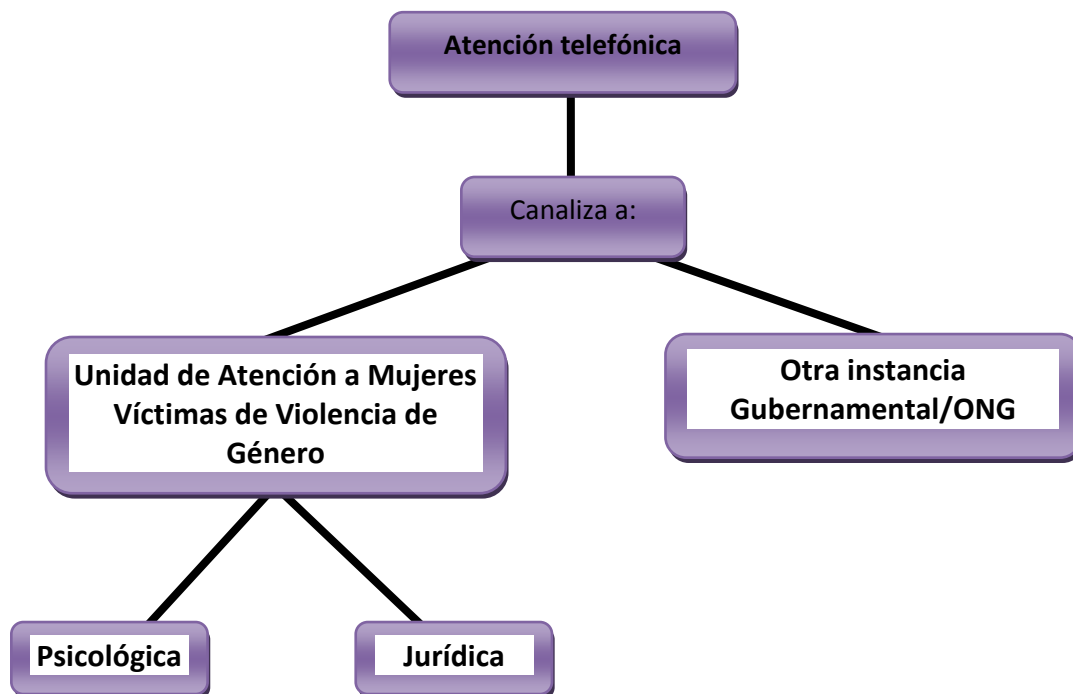 Atención telefónica
Canaliza a:
Unidad de Atención a Mujeres
Víctimas de Violencia de
Género
Otra instancia
Gubernamental/ONG
Psicológica
Jurídica